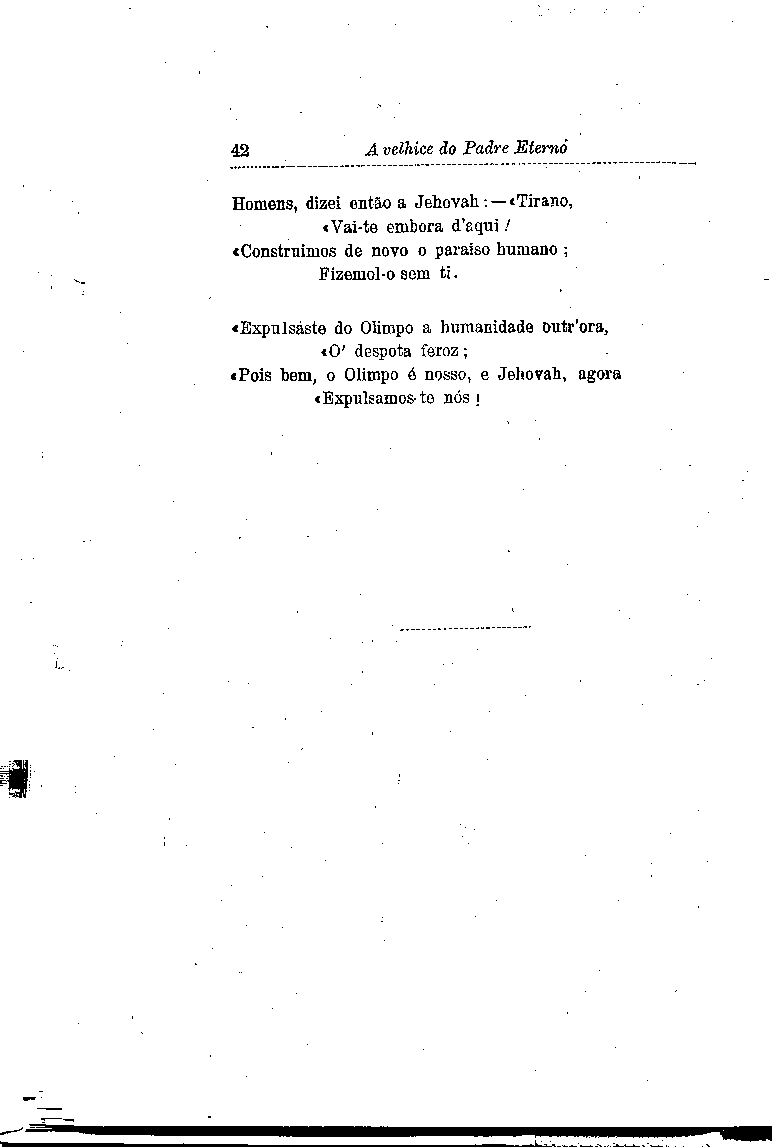 42 A velhice do Padre Eterno
Homens, dizei então a Jehovah : — «Tirano,
«Vai-te embora d'aqui !
«Construimos de novo o paraiso humano ;
Fizemol-o sem ti.
«Expulsáste do Olimpo a humanidade outr'ora,
«O' despota feroz ;
«Pois bem, o Olimpo é nosso, e Jehovah, agora
«Expulsamos-te nós !